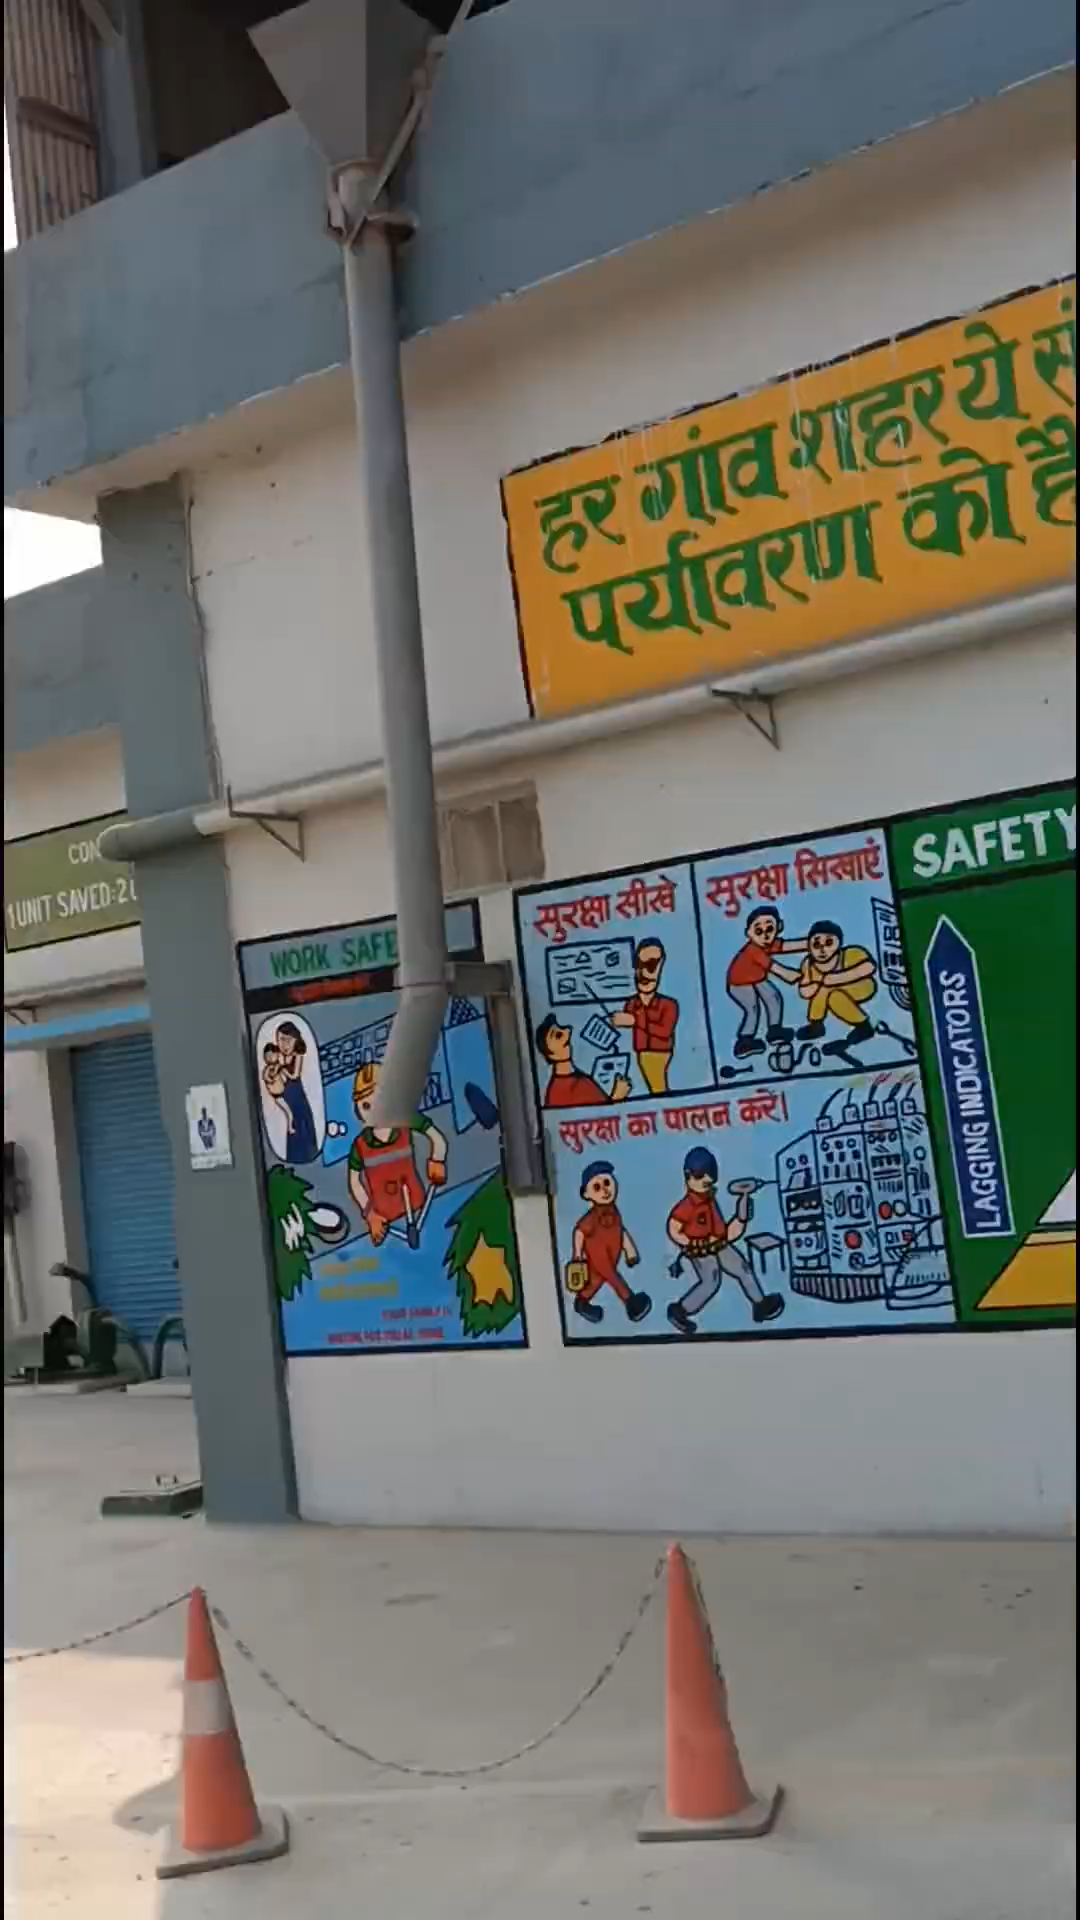 हर गांव शहर ये
पर्यावरण को है
CON
1 UNIT SAVED:2 U
WORK SAFE
सुरक्षा सीखे
सुरक्षा सिखाएं
सुरक्षा का पालन करें।
SAFETY
LAGGING INDICATORS